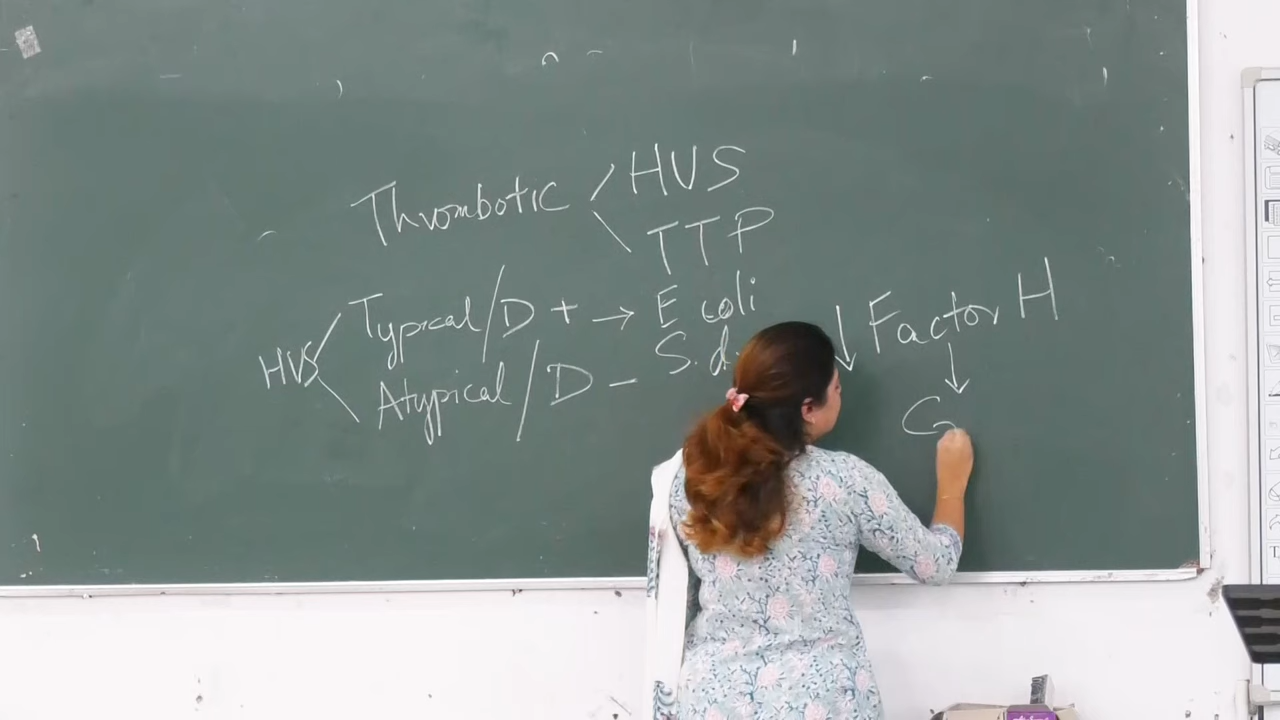 Thrombotic < HUS
TTP
HUS < Typical/D+ → E coli
S.d.
Atypical/D-
↓ Factor H
↓
C